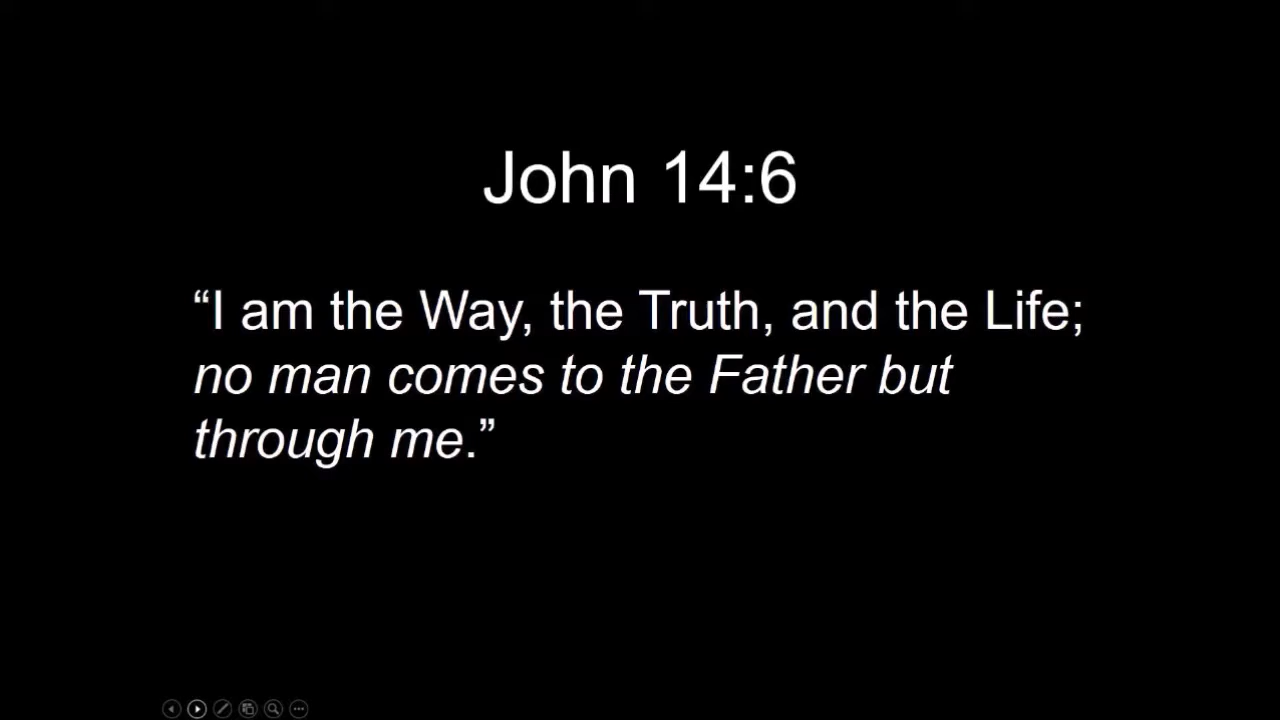 John 14:6
“I am the Way, the Truth, and the Life;
no man comes to the Father but
through me.”